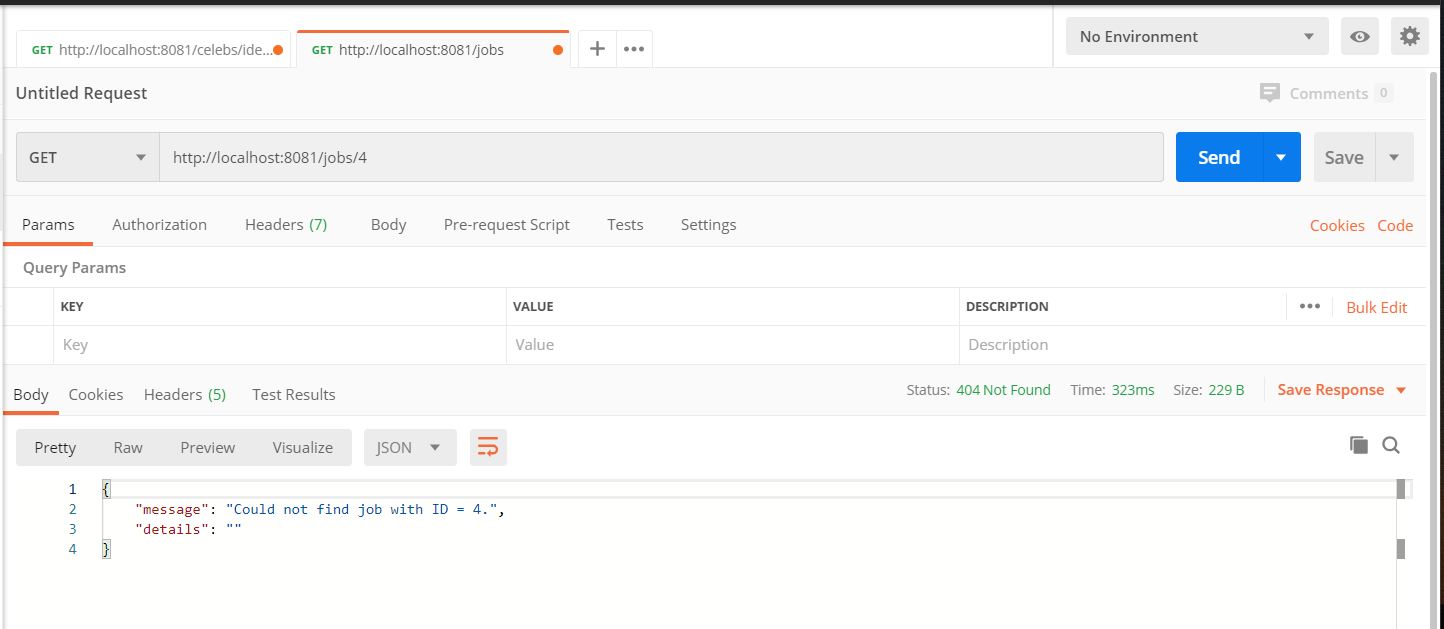 GET http://localhost:8081/celebs/ide... GET http://localhost:8081/jobs No Environment
Untitled Request Comments 0
GET http://localhost:8081/jobs/4 Send Save
Params Authorization Headers (7) Body Pre-request Script Tests Settings Cookies Code
Query Params
KEY VALUE DESCRIPTION Bulk Edit
Key Value Description
Body Cookies Headers (5) Test Results Status: 404 Not Found Time: 323ms Size: 229 B Save Response
Pretty Raw Preview Visualize JSON
1 {
2 "message": "Could not find job with ID = 4.",
3 "details": ""
4 }